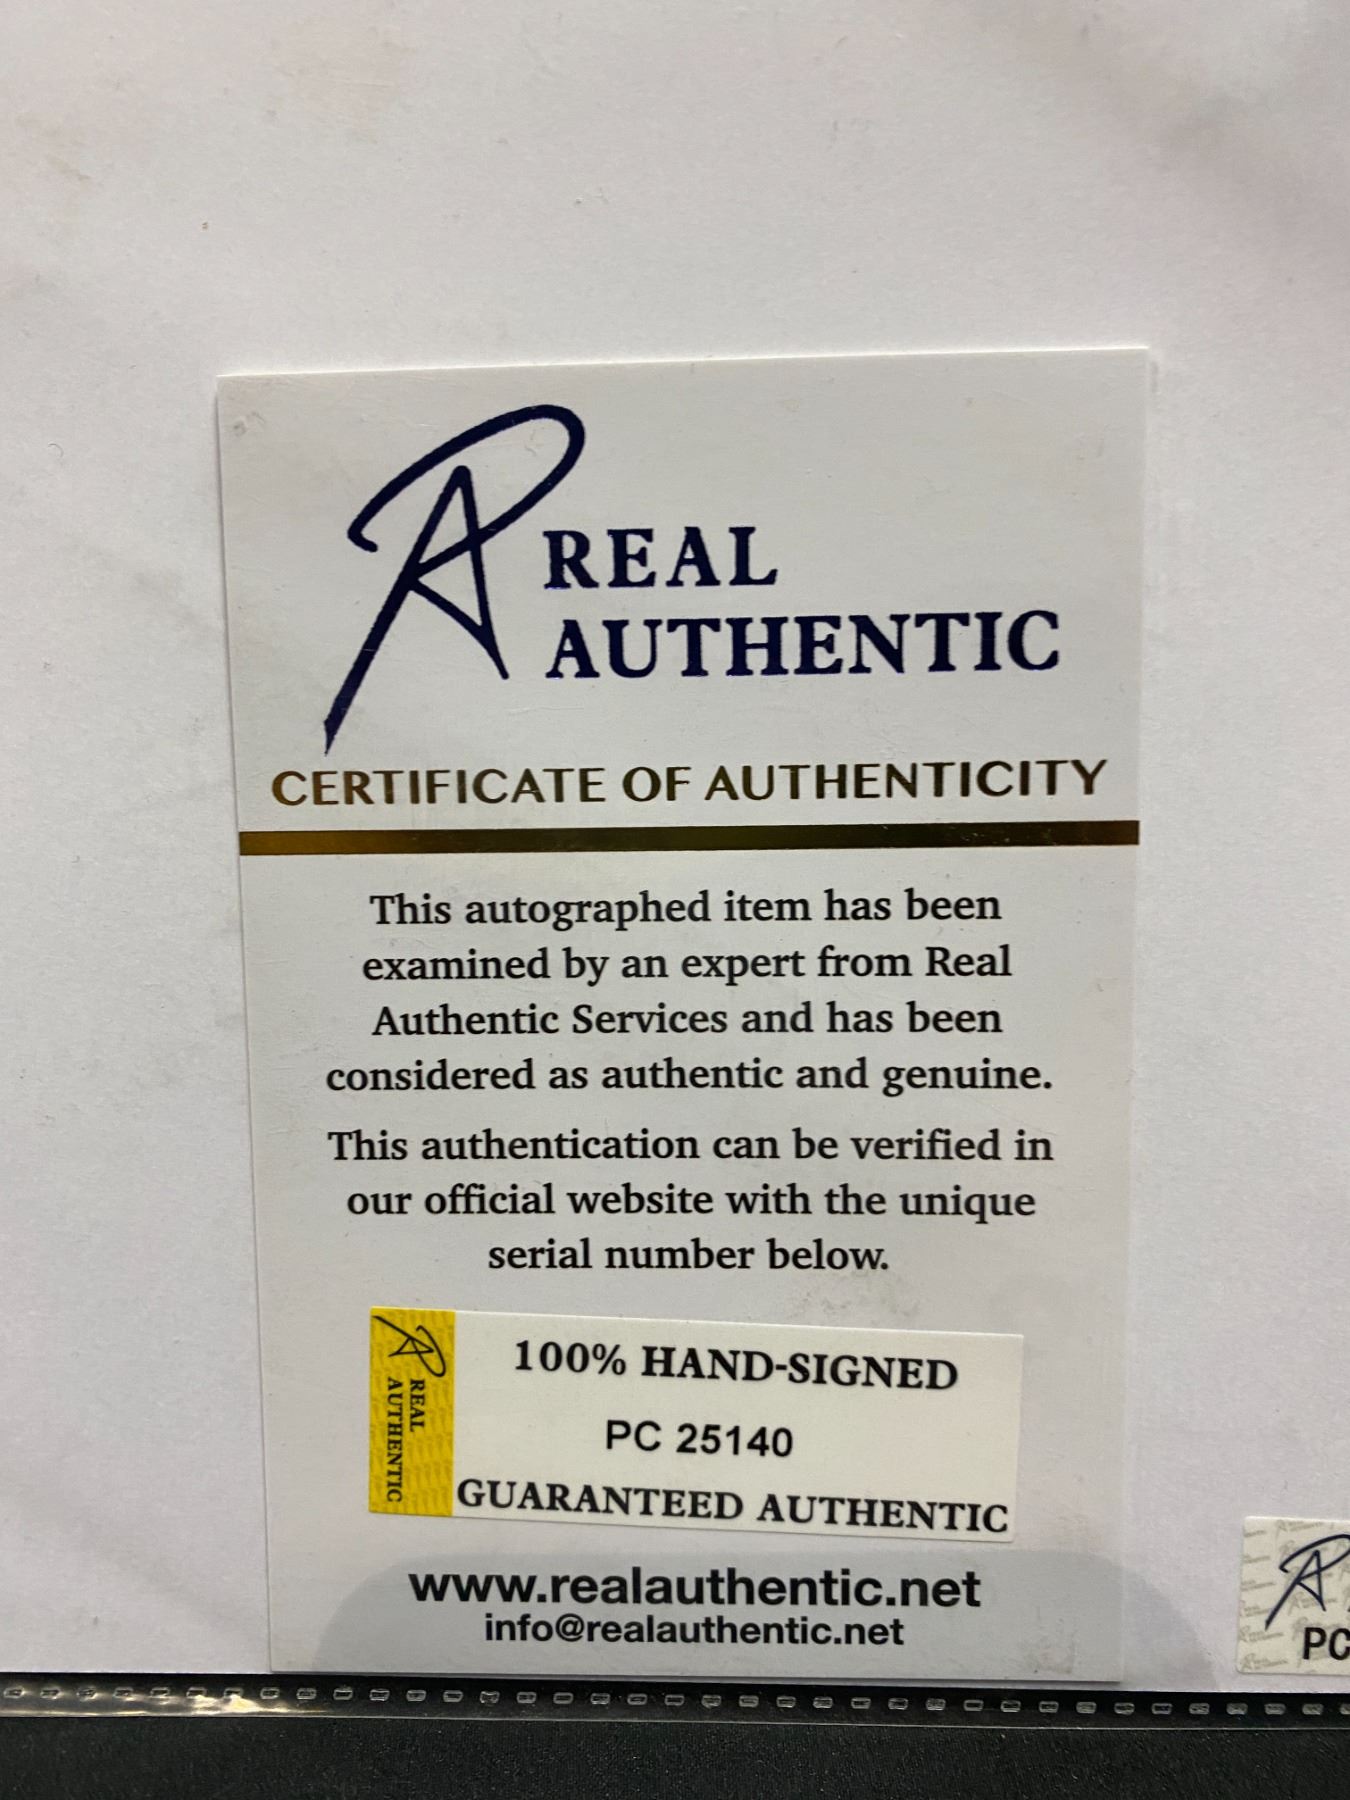 REAL
AUTHENTIC
CERTIFICATE OF AUTHENTICITY
This autographed item has been
examined by an expert from Real
Authentic Services and has been
considered as authentic and genuine.
This authentication can be verified in
our official website with the unique
serial number below.
REAL
AUTHENTIC
100% HAND-SIGNED
PC 25140
GUARANTEED AUTHENTIC
www.realauthentic.net
info@realauthentic.net
PC